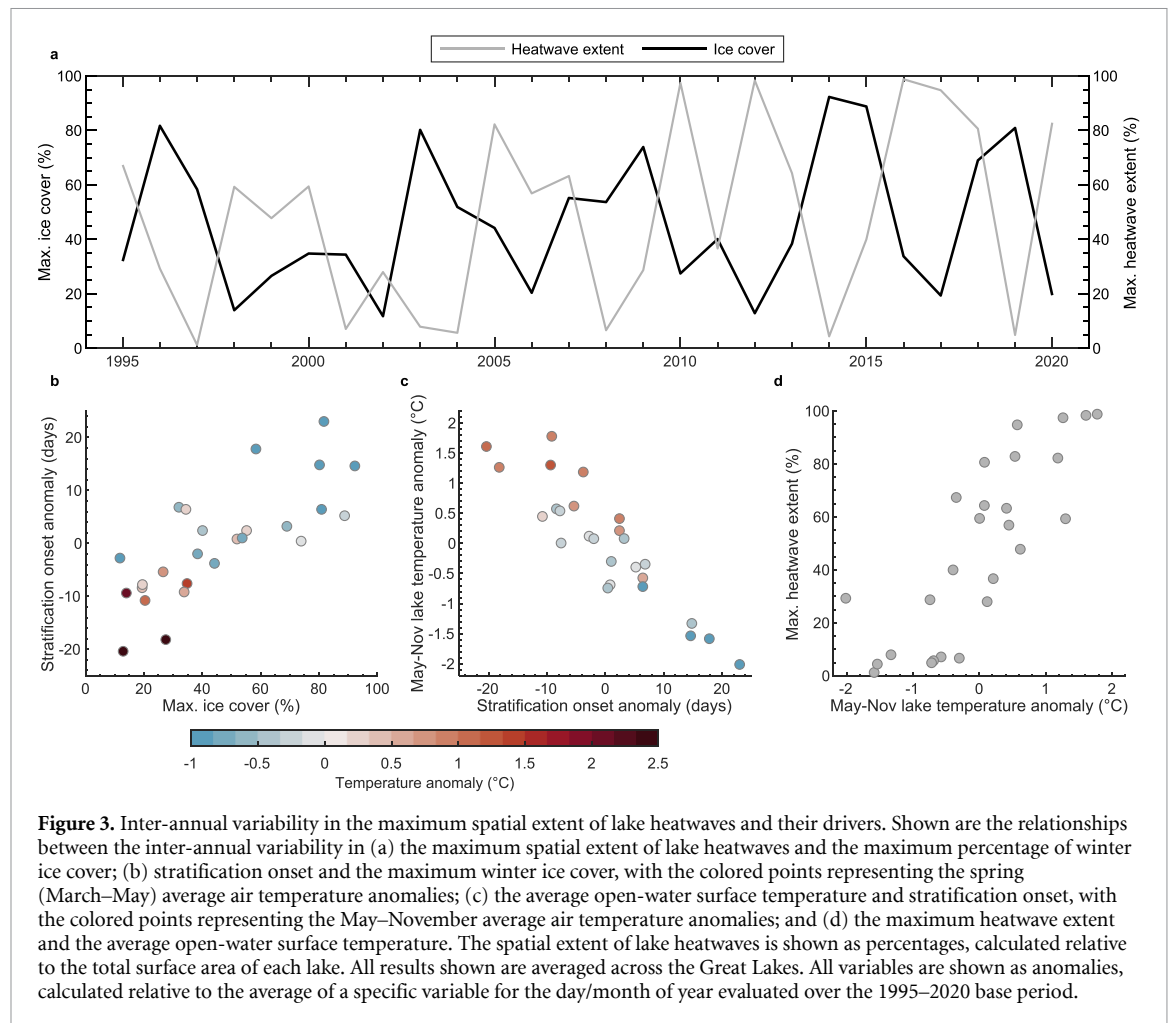 a
Heatwave extent Ice cover
Max. ice cover (%)
100
80
60
40
20
0
1995 2000 2005 2010 2015 2020
100
80
60
40
20
0
Max. heatwave extent (%)
b
Stratification onset anomaly (days)
20
10
0
-10
-20
0 20 40 60 80 100
Max. ice cover (%)
c
May-Nov lake temperature anomaly (°C)
2
1.5
1
0.5
0
-0.5
-1
-1.5
-2
-20 -10 0 10 20
Stratification onset anomaly (days)
d
Max. heatwave extent (%)
100
80
60
40
20
0
-2 -1 0 1 2
May-Nov lake temperature anomaly (°C)
-1 -0.5 0 0.5 1 1.5 2 2.5
Temperature anomaly (°C)
Figure 3. Inter-annual variability in the maximum spatial extent of lake heatwaves and their drivers. Shown are the relationships
between the inter-annual variability in (a) the maximum spatial extent of lake heatwaves and the maximum percentage of winter
ice cover; (b) stratification onset and the maximum winter ice cover, with the colored points representing the spring
(March–May) average air temperature anomalies; (c) the average open-water surface temperature and stratification onset, with
the colored points representing the May–November average air temperature anomalies; and (d) the maximum heatwave extent
and the average open-water surface temperature. The spatial extent of lake heatwaves is shown as percentages, calculated relative
to the total surface area of each lake. All results shown are averaged across the Great Lakes. All variables are shown as anomalies,
calculated relative to the average of a specific variable for the day/month of year evaluated over the 1995–2020 base period.